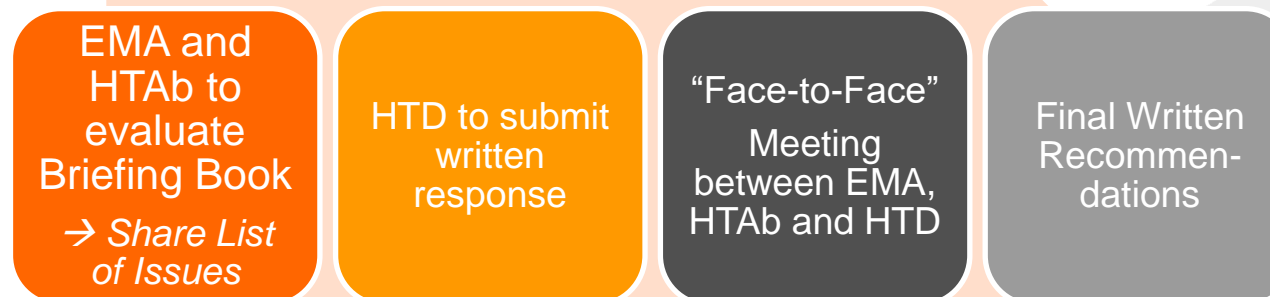 EMA and
HTAb to
evaluate
Briefing Book
→ Share List
of Issues
HTD to submit
written
response
“Face-to-Face”
Meeting
between EMA,
HTAb and HTD
Final Written
Recommen-
dations